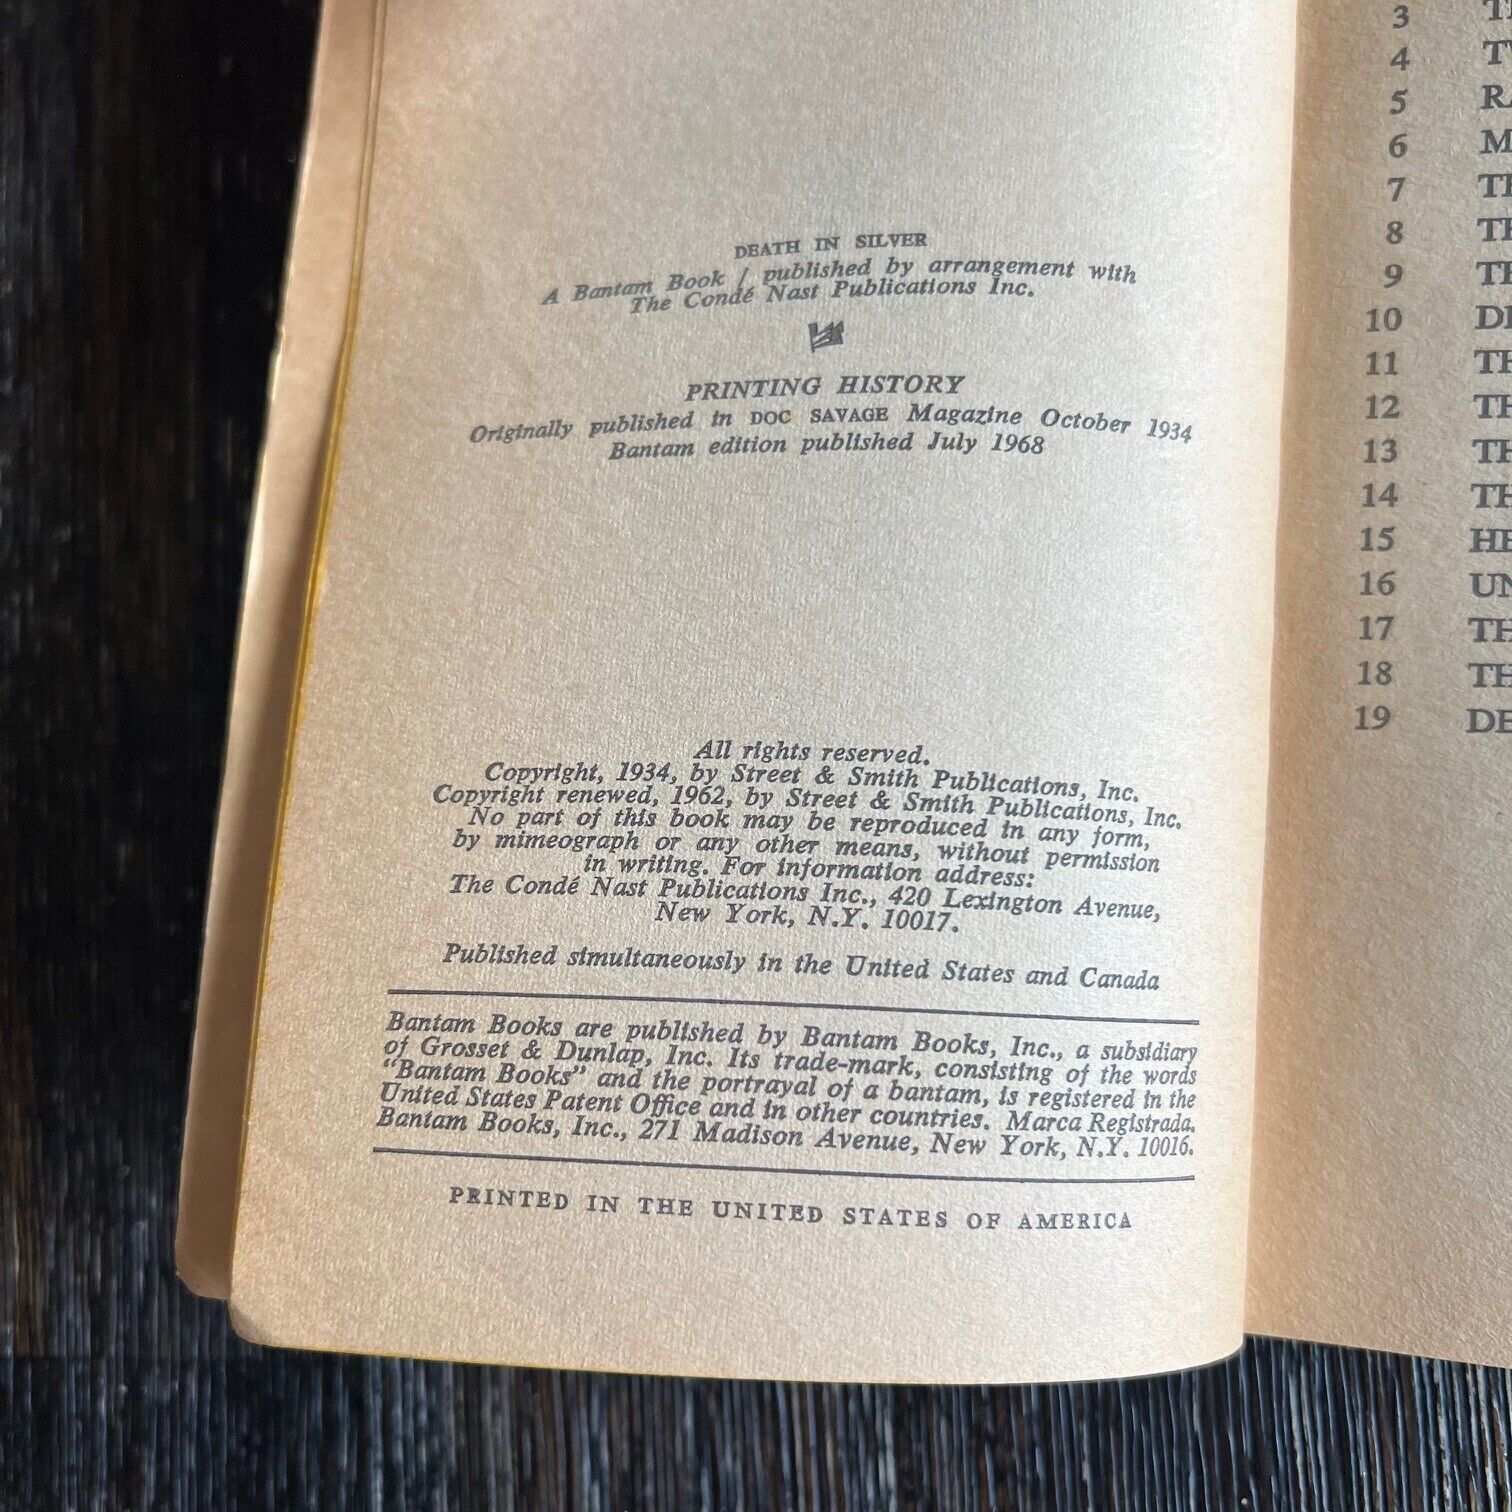 DEATH IN SILVER
A Bantam Book / published by arrangement with
The Condé Nast Publications Inc.
PRINTING HISTORY
Originally published in DOC SAVAGE Magazine October 1934
Bantam edition published July 1968
All rights reserved.
Copyright, 1934, by Street & Smith Publications, Inc.
Copyright renewed, 1962, by Street & Smith Publications, Inc.
No part of this book may be reproduced in any form,
by mimeograph or any other means, without permission
in writing. For information address:
The Condé Nast Publications Inc., 420 Lexington Avenue,
New York, N.Y. 10017.
Published simultaneously in the United States and Canada
Bantam Books are published by Bantam Books, Inc., a subsidiary
of Grosset & Dunlap, Inc. Its trade-mark, consisting of the words
"Bantam Books" and the portrayal of a bantam, is registered in the
United States Patent Office and in other countries. Marca Registrada.
Bantam Books, Inc., 271 Madison Avenue, New York, N.Y. 10016.
PRINTED IN THE UNITED STATES OF AMERICA
3
4
5
6
7
8
9
10
11
12
13
14
15
16
17
18
19